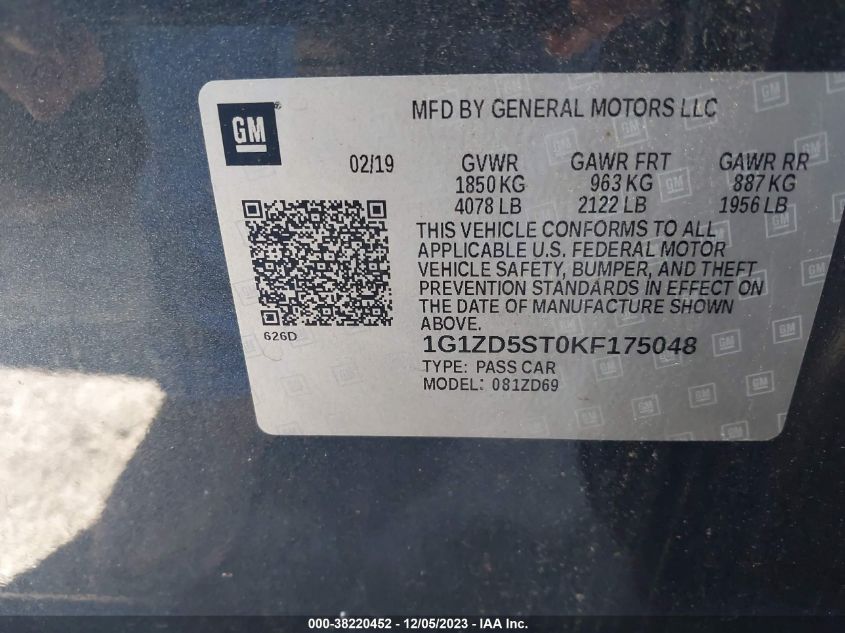 GM
MFD BY GENERAL MOTORS LLC
02/19 GVWR GAWR FRT GAWR RR
1850 KG 963 KG 887 KG
4078 LB 2122 LB 1956 LB
THIS VEHICLE CONFORMS TO ALL
APPLICABLE U.S. FEDERAL MOTOR
VEHICLE SAFETY, BUMPER, AND THEFT
PREVENTION STANDARDS IN EFFECT ON
THE DATE OF MANUFACTURE SHOWN
ABOVE.
626D
1G1ZD5ST0KF175048
TYPE: PASS CAR
MODEL: 081ZD69
000-38220452 - 12/05/2023 - IAA Inc.